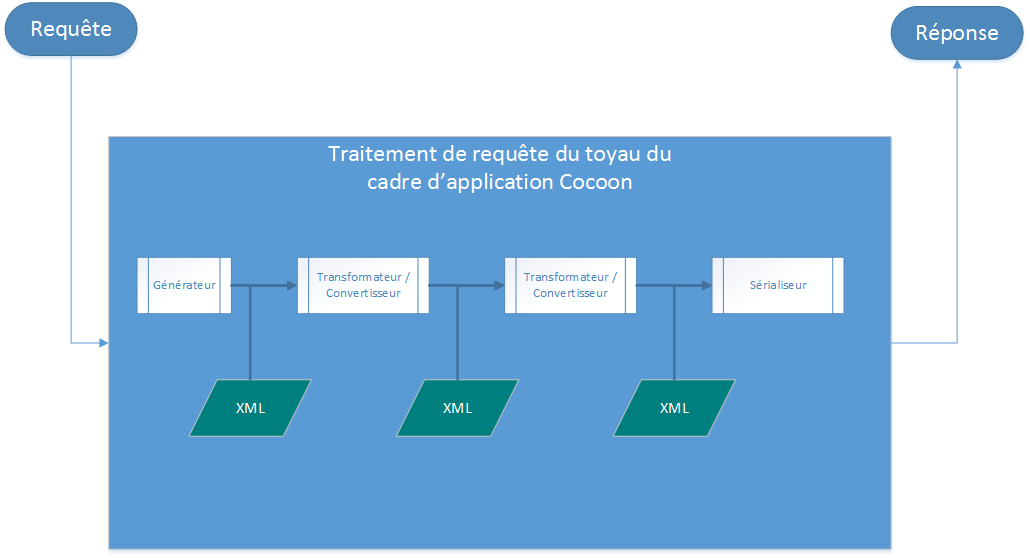 Requête
Réponse
Traitement de requête du toyau du
cadre d’application Cocoon
Générateur
Transformateur /
Convertisseur
Transformateur /
Convertisseur
Sérialiseur
XML
XML
XML